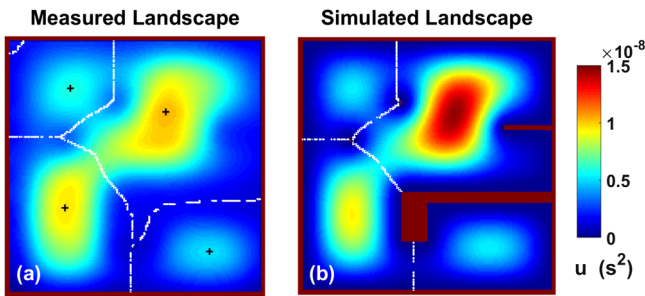 Measured Landscape
Simulated Landscape
×10⁻⁸
1.5
1
0.5
0
u (s²)
(a)
(b)